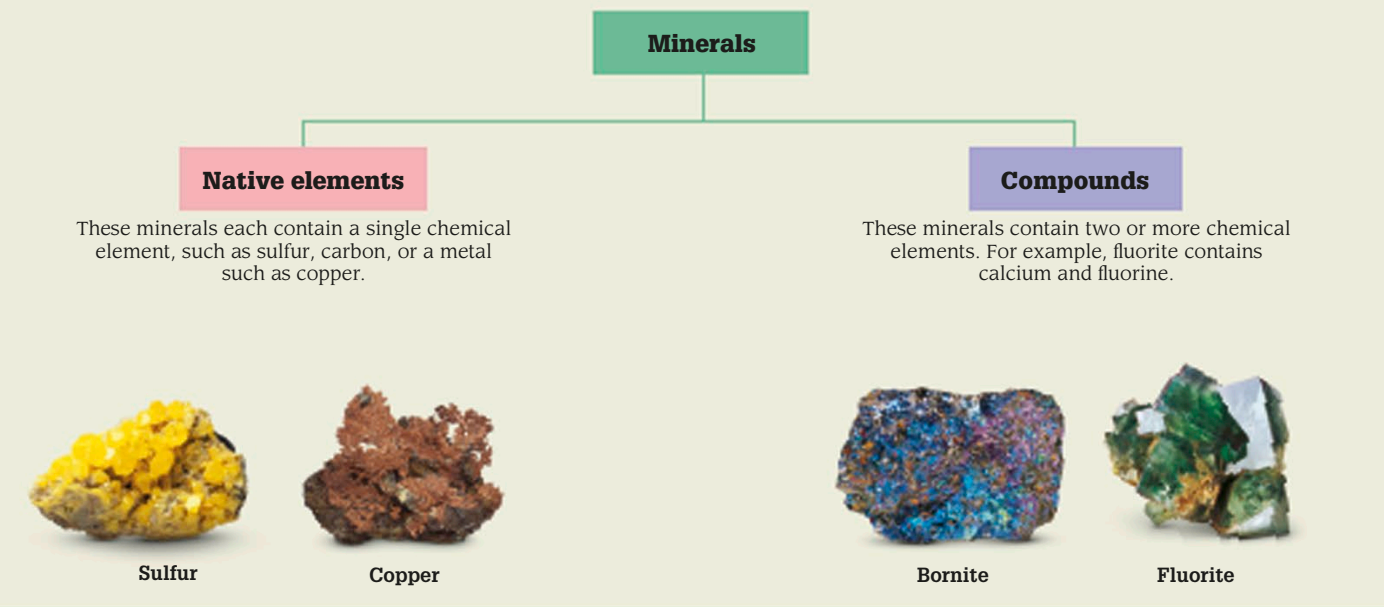 Minerals
Native elements
These minerals each contain a single chemical
element, such as sulfur, carbon, or a metal
such as copper.
Compounds
These minerals contain two or more chemical
elements. For example, fluorite contains
calcium and fluorine.
Sulfur
Copper
Bornite
Fluorite